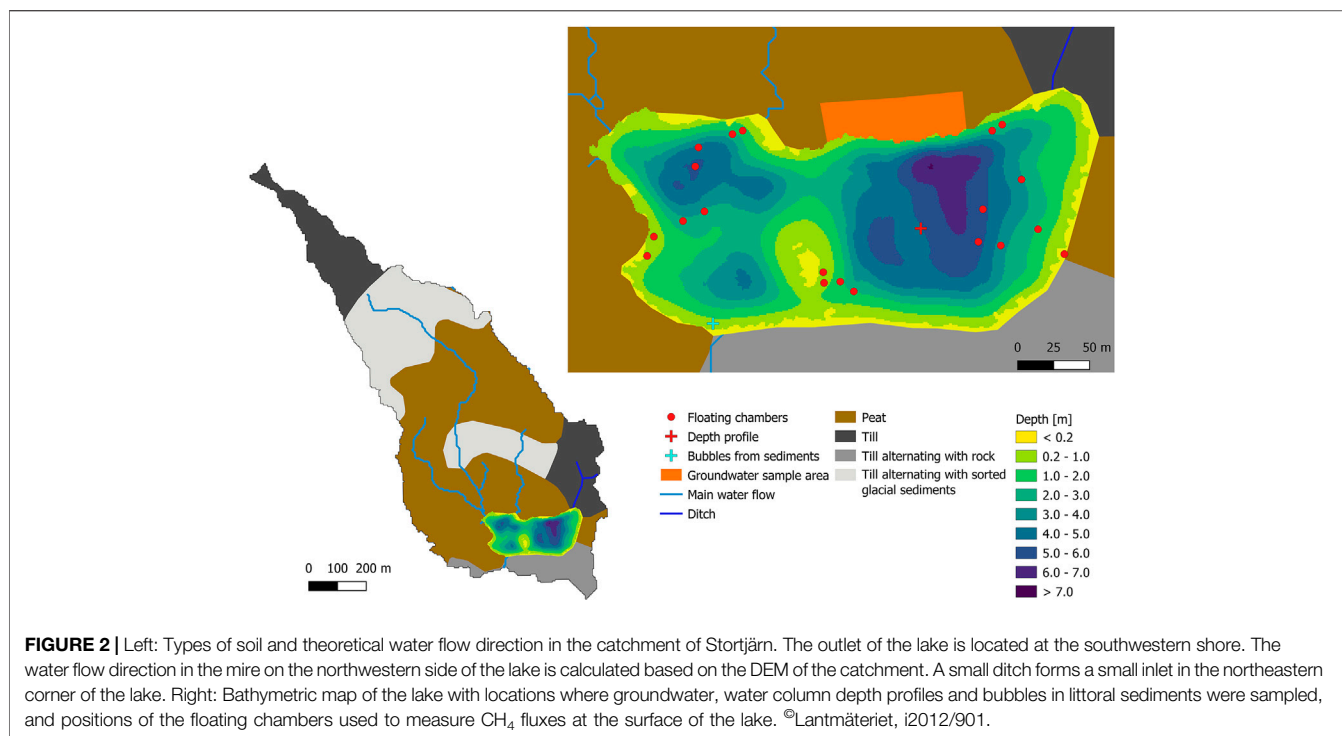 0 25 50 m
Floating chambers
Depth profile
Bubbles from sediments
Groundwater sample area
Main water flow
Ditch
Peat
Till
Till alternating with rock
Till alternating with sorted
glacial sediments
Depth [m]
< 0.2
0.2 - 1.0
1.0 - 2.0
2.0 - 3.0
3.0 - 4.0
4.0 - 5.0
5.0 - 6.0
6.0 - 7.0
> 7.0
0 100 200 m
FIGURE 2 | Left: Types of soil and theoretical water flow direction in the catchment of Stortjärn. The outlet of the lake is located at the southwestern shore. The
water flow direction in the mire on the northwestern side of the lake is calculated based on the DEM of the catchment. A small ditch forms a small inlet in the northeastern
corner of the lake. Right: Bathymetric map of the lake with locations where groundwater, water column depth profiles and bubbles in littoral sediments were sampled,
and positions of the floating chambers used to measure CH₄ fluxes at the surface of the lake. ©Lantmäteriet, i2012/901.